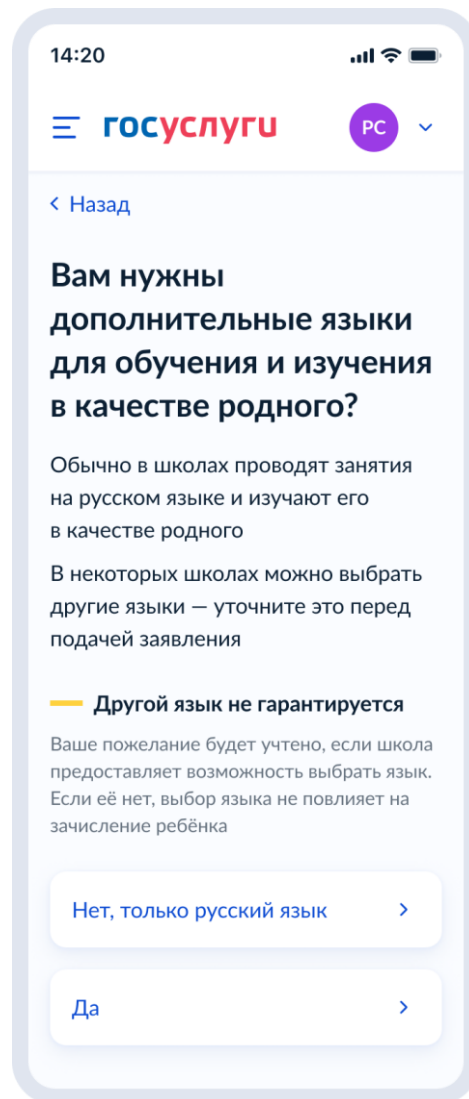 14:20
госуслуги
РС
Назад
Вам нужны
дополнительные языки
для обучения и изучения
в качестве родного?
Обычно в школах проводят занятия
на русском языке и изучают его
в качестве родного
В некоторых школах можно выбрать
другие языки — уточните это перед
подачей заявления
Другой язык не гарантируется
Ваше пожелание будет учтено, если школа
предоставляет возможность выбрать язык.
Если её нет, выбор языка не повлияет на
зачисление ребёнка
Нет, только русский язык
Да